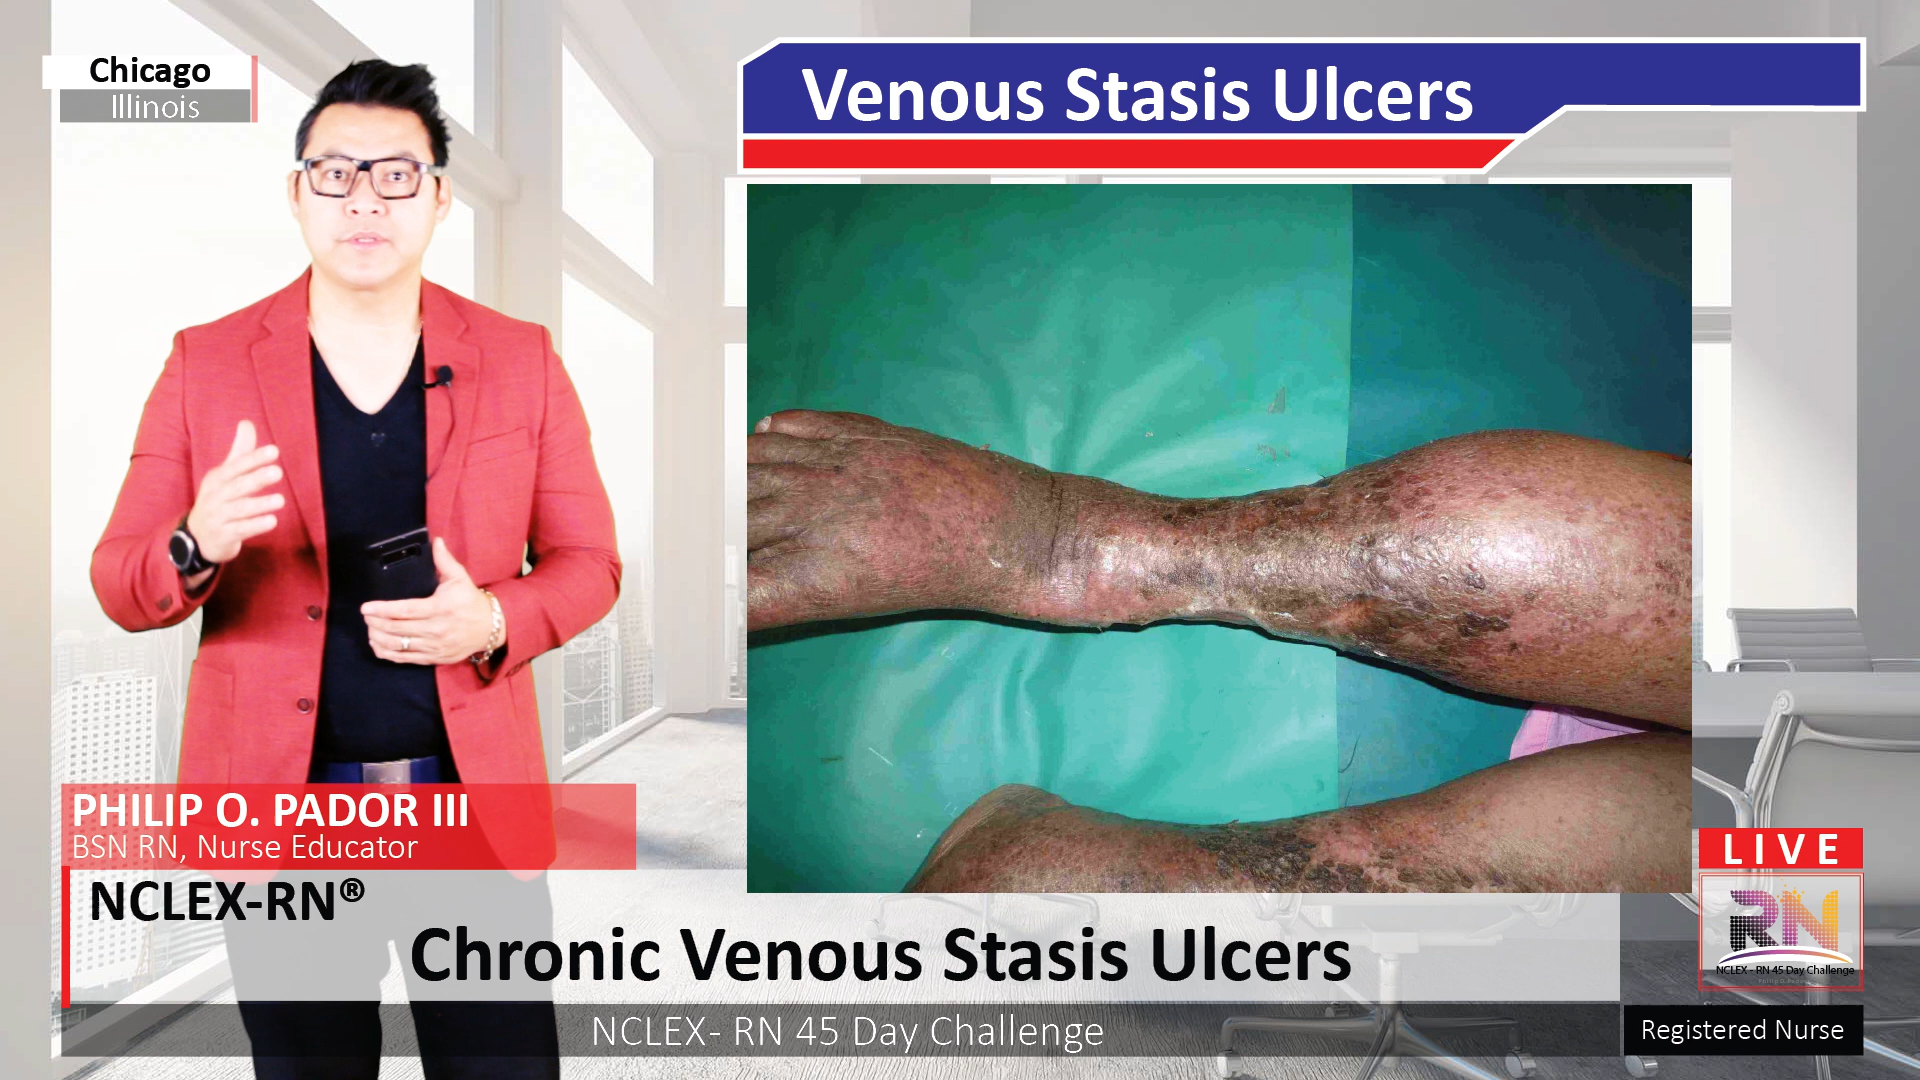 Chicago
Illinois
Venous Stasis Ulcers
PHILIP O. PADOR III
BSN RN, Nurse Educator
NCLEX-RN®
Chronic Venous Stasis Ulcers
NCLEX- RN 45 Day Challenge
LIVE
RN
NCLEX - RN 45 Day Challenge
Registered Nurse